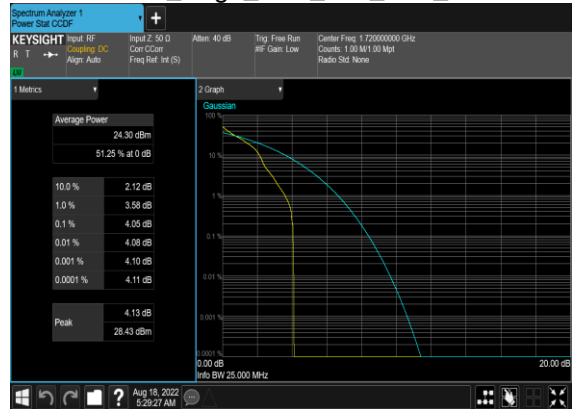 Spectrum Analyzer 1
Power Stat CCDF
+
KEYSIGHT Input: RF Input Z: 50 Ω Atten: 40 dB Trig: Free Run Center Freq: 1.720000000 GHz
R T Coupling: DC Corr CCorr #IF Gain: Low Counts: 1.00 M/1.00 Mpt
Align: Auto Freq Ref: Int (S) Radio Std: None
1 Metrics
Average Power
24.30 dBm
51.25 % at 0 dB
10.0 % 2.12 dB
1.0 % 3.58 dB
0.1 % 4.05 dB
0.01 % 4.08 dB
0.001 % 4.10 dB
0.0001 % 4.11 dB
Peak 4.13 dB
28.43 dBm
2 Graph
Gaussian
100 %
10 %
1 %
0.1 %
0.01 %
0.001 %
0.0001 %
0.00 dB 20.00 dB
Info BW 25.000 MHz
? Aug 18, 2022
5:29:27 AM